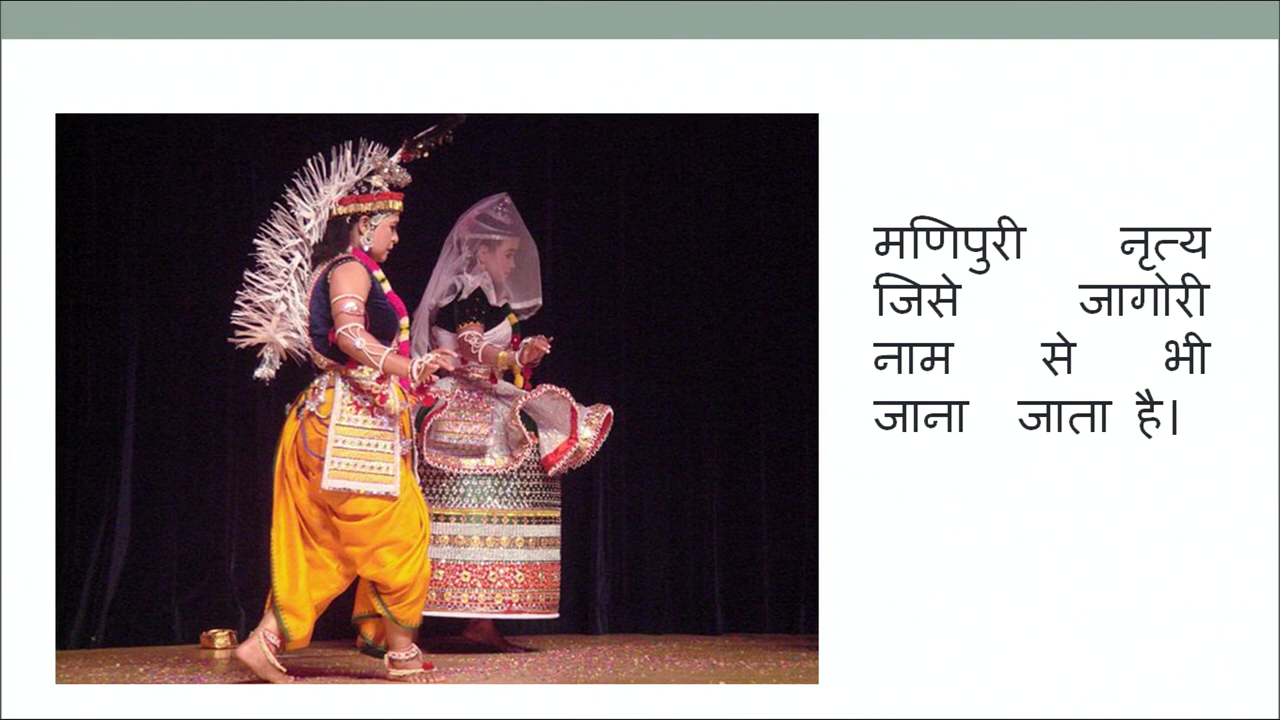 मणिपुरी नृत्य
जिसे जागोरी
नाम से भी
जाना जाता है।